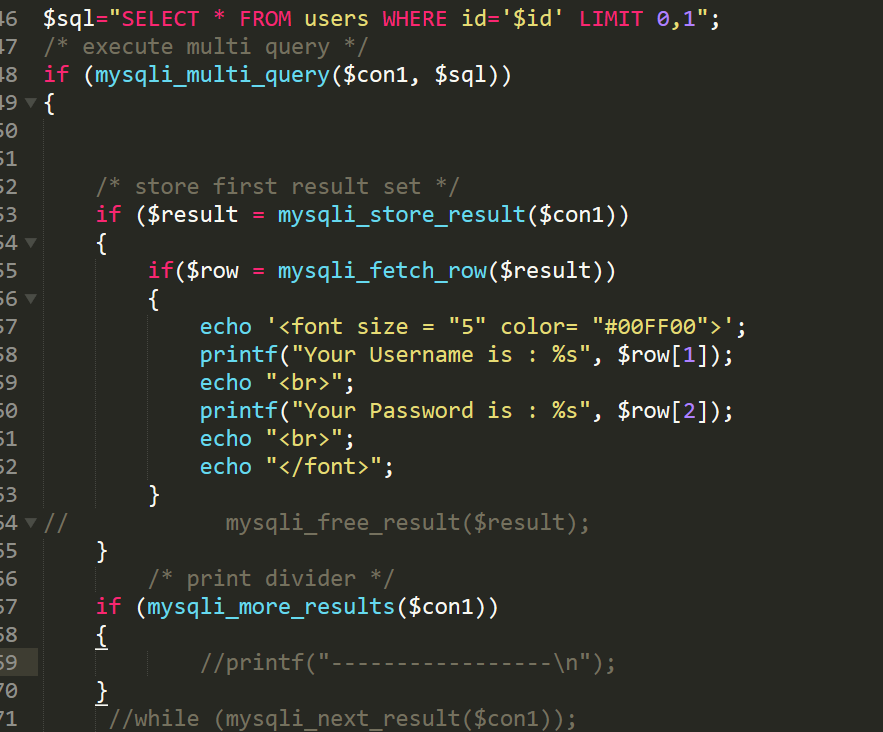 46 $sql="SELECT * FROM users WHERE id='$id' LIMIT 0,1";
47 /* execute multi query */
48 if (mysqli_multi_query($con1, $sql))
49 {
50
51
52 /* store first result set */
53 if ($result = mysqli_store_result($con1))
54 {
55 if($row = mysqli_fetch_row($result))
56 {
57 echo '<font size = "5" color= "#00FF00">';
58 printf("Your Username is : %s", $row[1]);
59 echo "<br>";
60 printf("Your Password is : %s", $row[2]);
61 echo "<br>";
62 echo "</font>";
63 }
64 // mysqli_free_result($result);
65 }
66 /* print divider */
67 if (mysqli_more_results($con1))
68 {
69 //printf("-----------------\n");
70 }
71 //while (mysqli_next_result($con1));